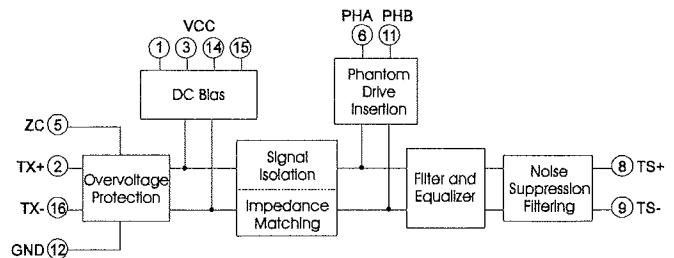 VCC
PHA PHB
1 3 14 15
6 11
DC Bias
Phantom
Drive
Insertion
ZC 5
TX+ 2
TX- 16
GND 12
Overvoltage
Protection
Signal
Isolation
Impedance
Matching
Filter and
Equalizer
Noise
Suppression
Filtering
8 TS+
9 TS-